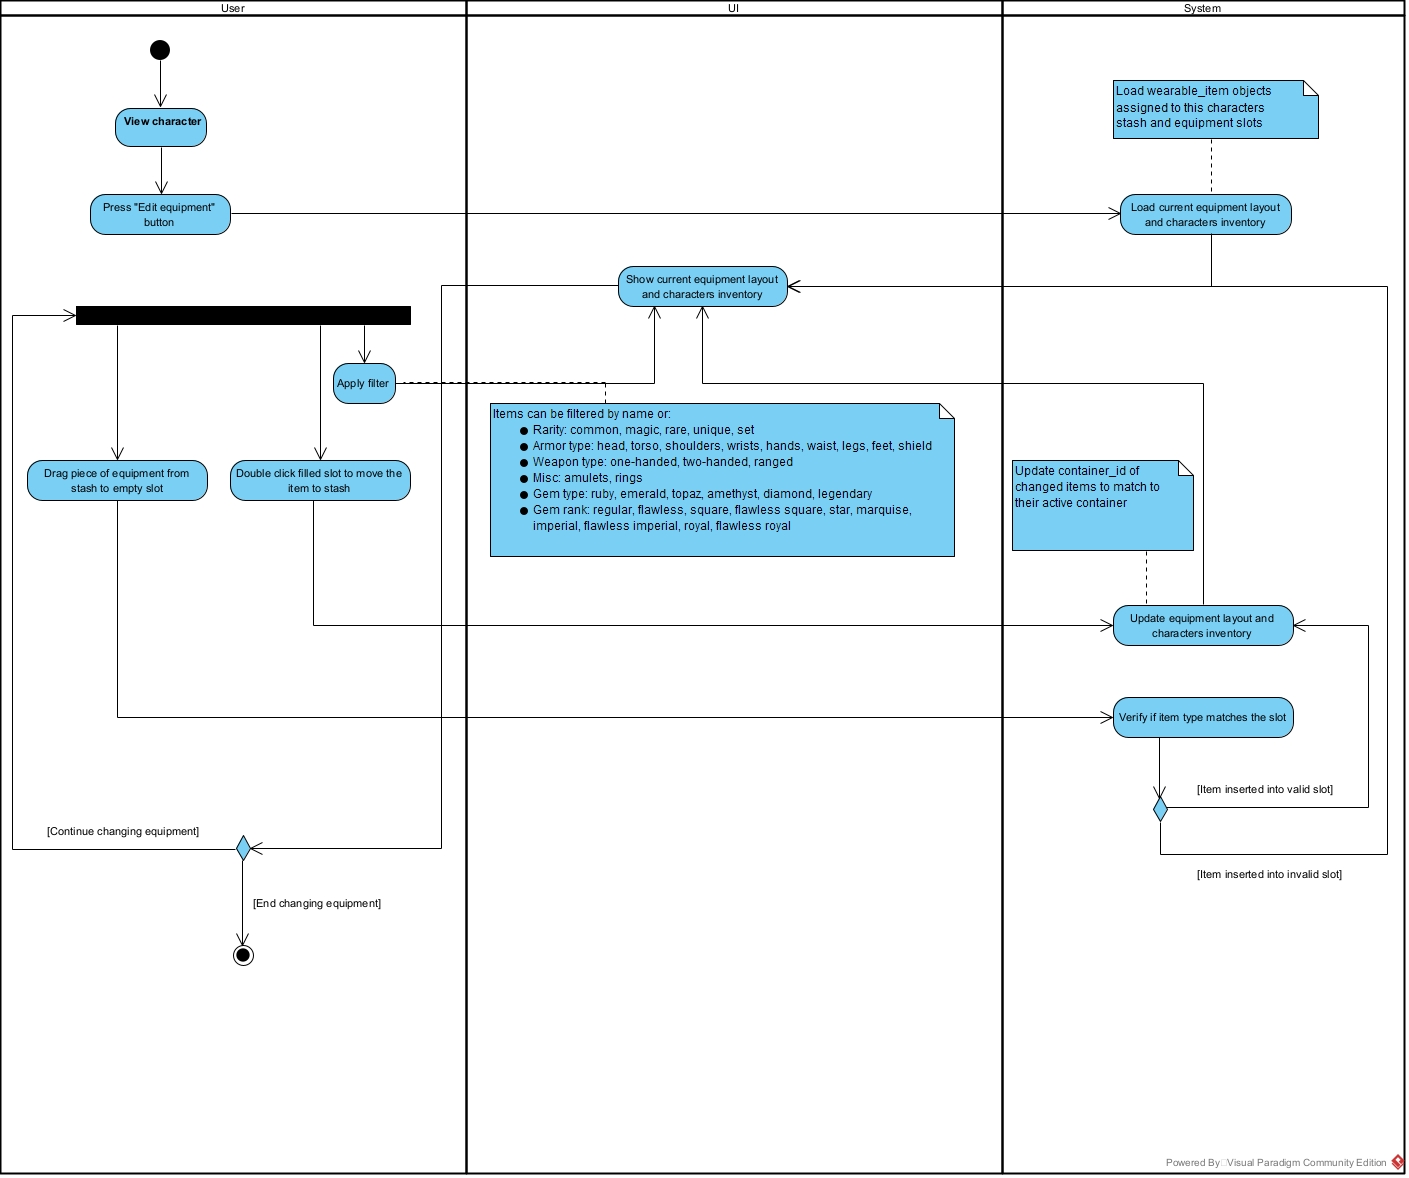 User
UI
System
View character
Load wearable_item objects
assigned to this characters
stash and equipment slots
Press "Edit equipment"
button
Load current equipment layout
and characters inventory
Show current equipment layout
and characters inventory
Apply filter
Items can be filtered by name or:
● Rarity: common, magic, rare, unique, set
● Armor type: head, torso, shoulders, wrists, hands, waist, legs, feet, shield
● Weapon type: one-handed, two-handed, ranged
● Misc: amulets, rings
● Gem type: ruby, emerald, topaz, amethyst, diamond, legendary
● Gem rank: regular, flawless, square, flawless square, star, marquise,
imperial, flawless imperial, royal, flawless royal
Drag piece of equipment from
stash to empty slot
Double click filled slot to move the
item to stash
Update container_id of
changed items to match to
their active container
Update equipment layout and
characters inventory
Verify if item type matches the slot
[Item inserted into valid slot]
[Continue changing equipment]
[Item inserted into invalid slot]
[End changing equipment]
Powered By Visual Paradigm Community Edition